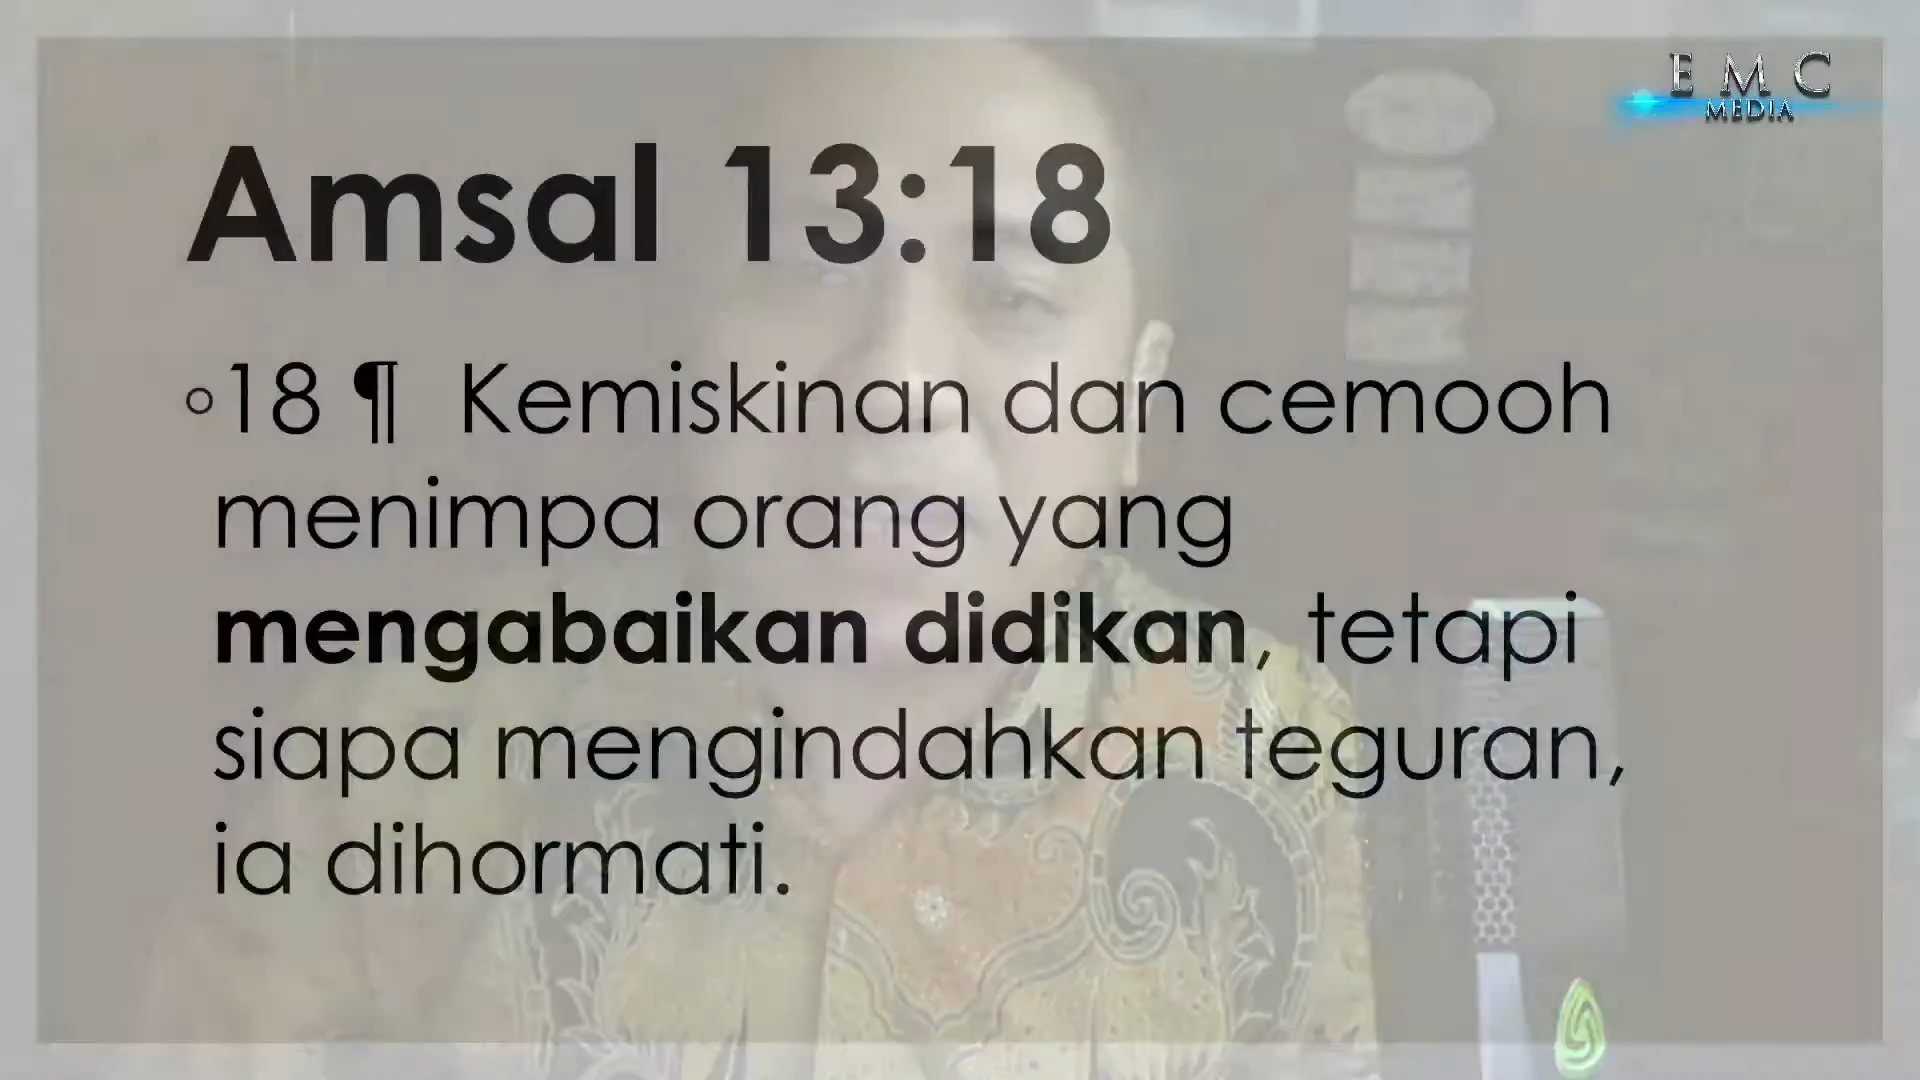 E M C
MEDIA
Amsal 13:18
◦18 ¶ Kemiskinan dan cemooh
menimpa orang yang
mengabaikan didikan, tetapi
siapa mengindahkan teguran,
ia dihormati.